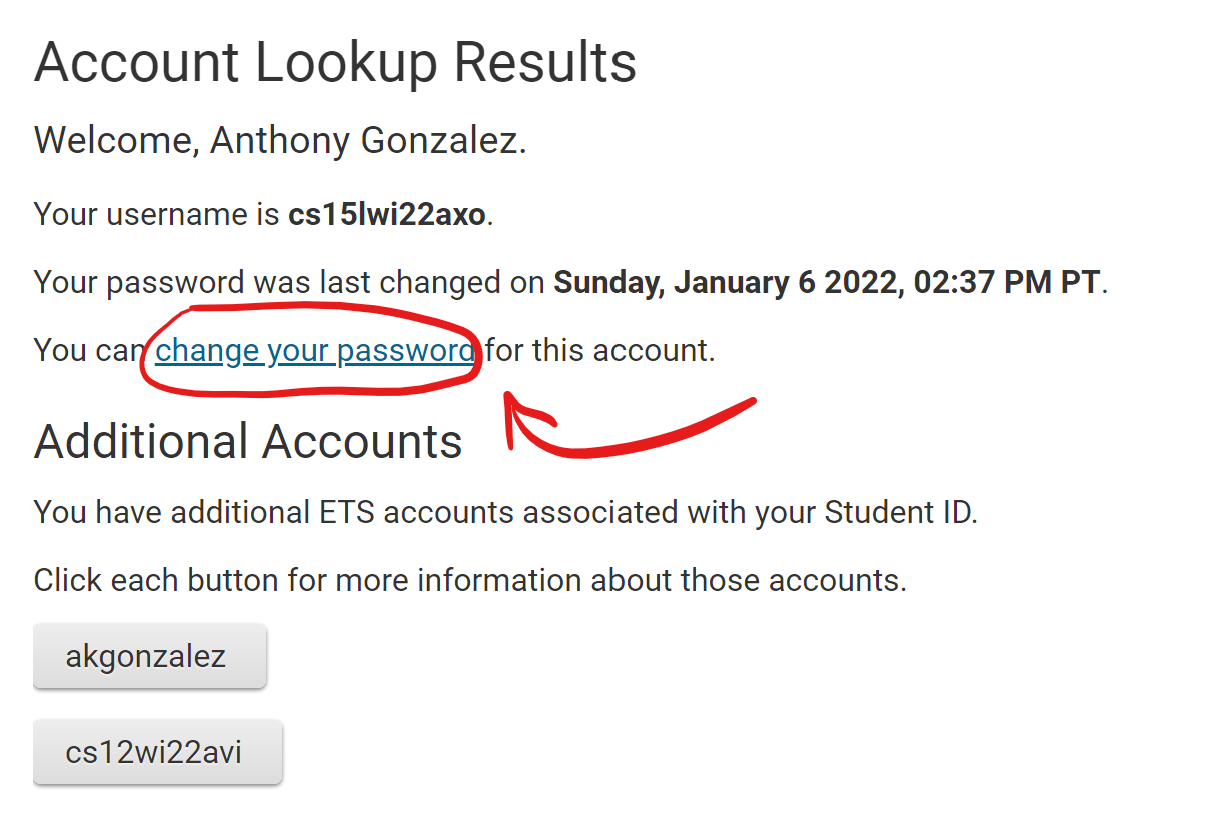 Account Lookup Results
Welcome, Anthony Gonzalez.
Your username is cs15lwi22axo.
Your password was last changed on Sunday, January 6 2022, 02:37 PM PT.
You can change your password for this account.
Additional Accounts
You have additional ETS accounts associated with your Student ID.
Click each button for more information about those accounts.
akgonzalez
cs12wi22avi